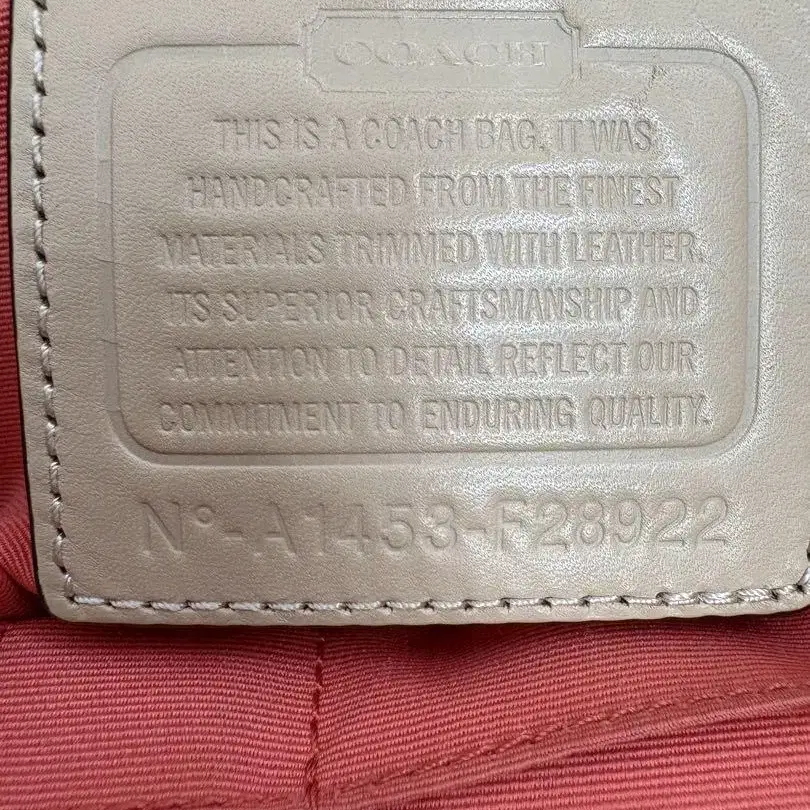 COACH
THIS IS A COACH BAG. IT WAS
HANDCRAFTED FROM THE FINEST
MATERIALS TRIMMED WITH LEATHER.
ITS SUPERIOR CRAFTSMANSHIP AND
ATTENTION TO DETAIL REFLECT OUR
COMMITMENT TO ENDURING QUALITY.
Nº-A1453-F28922